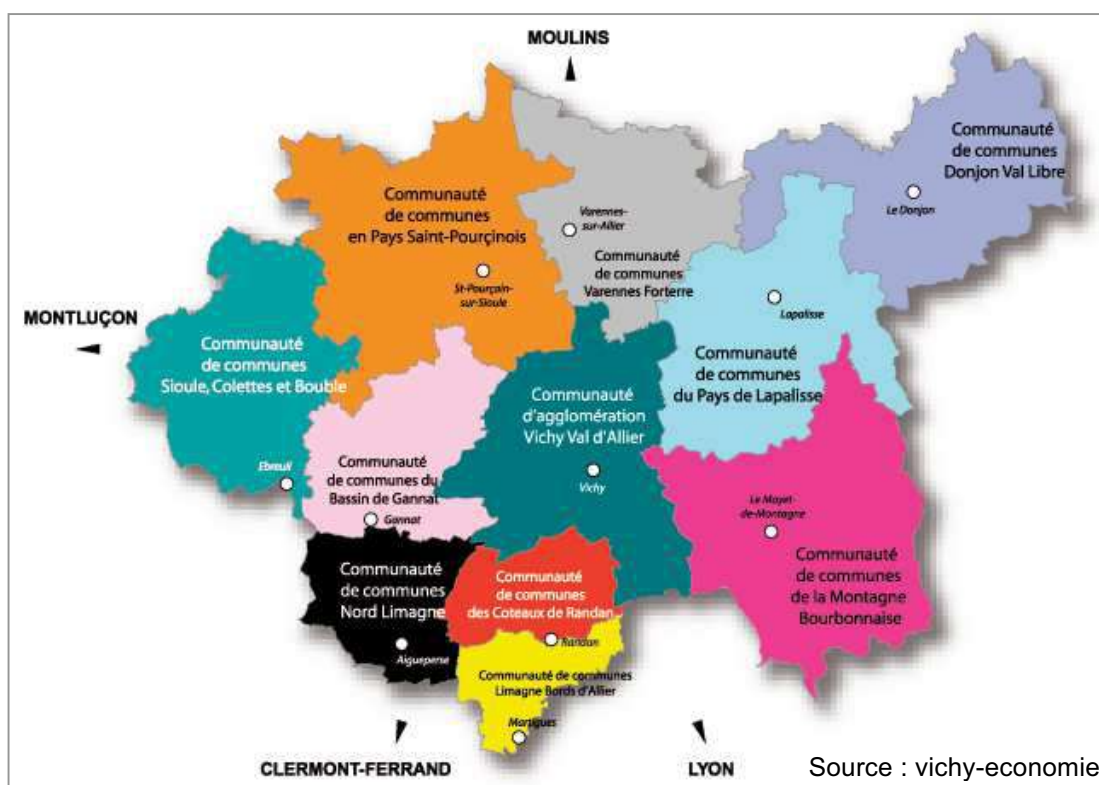 MOULINS
Communauté
de communes
Donjon Val Libre
Le Donjon
Communauté
de communes
en Pays Saint-Pourçinois
Varennes-
sur-Allier
Communauté
de communes
Varennes Forterre
St-Pourçain-
sur-Sioule
Lapalisse
MONTLUÇON
Communauté
de communes
Sioule, Colettes et Bouble
Communauté
de communes
du Pays de Lapalisse
Communauté
d'agglomération
Vichy Val d'Allier
Ebreuil
Communauté
de communes du
Bassin de Gannat
Vichy
Gannat
Le Mayet-
de-Montagne
Communauté
de communes
de la Montagne
Bourbonnaise
Communauté
de communes
Nord Limagne
Communauté
de communes
des Coteaux de Randan
Aigueperse
Randan
Communauté de communes
Limagne Bords d'Allier
Martigues
CLERMONT-FERRAND
LYON
Source : vichy-economie